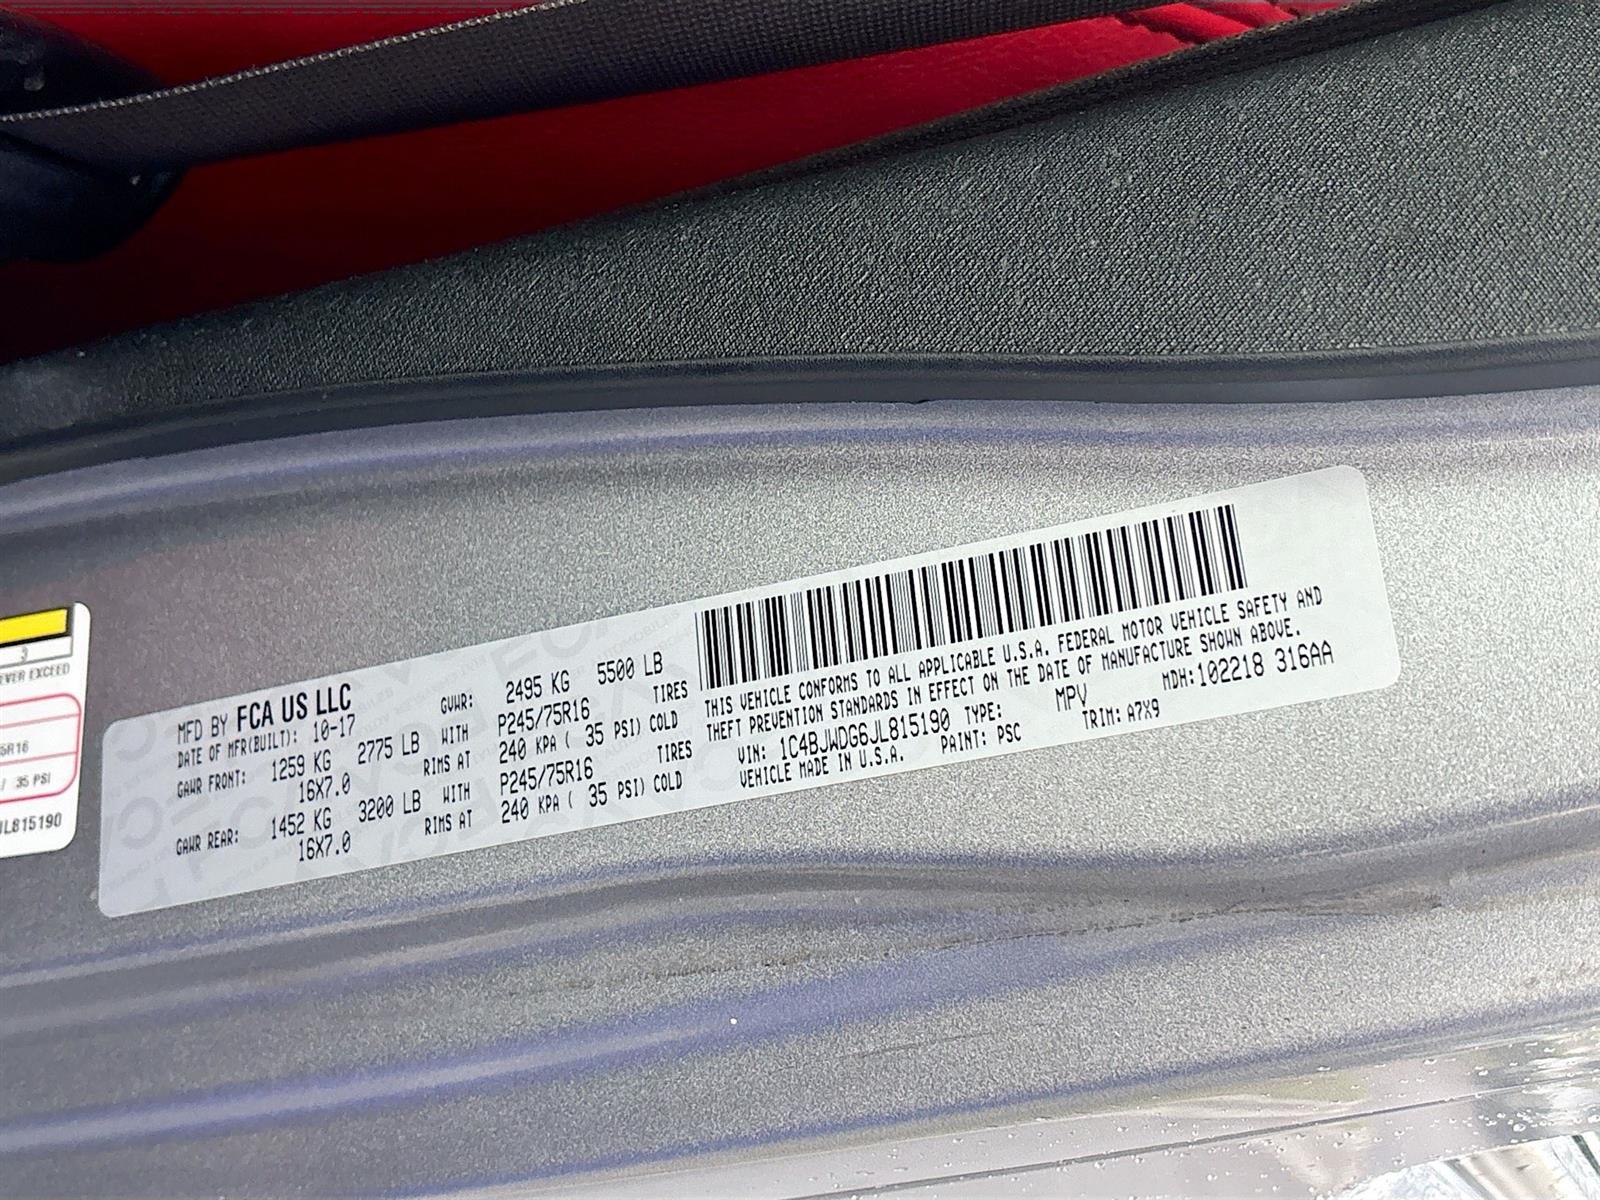 3
EVER EXCEED
5R16
/ 35 PSI
JL815190
MFD BY FCA US LLC
DATE OF MFR(BUILT): 10-17 GVWR: 2495 KG 5500 LB
GAWR FRONT: 1259 KG 2775 LB WITH P245/75R16 TIRES
16X7.0 RIMS AT 240 KPA ( 35 PSI) COLD
GAWR REAR: 1452 KG 3200 LB WITH P245/75R16 TIRES
16X7.0 RIMS AT 240 KPA ( 35 PSI) COLD
THIS VEHICLE CONFORMS TO ALL APPLICABLE U.S.A. FEDERAL MOTOR VEHICLE SAFETY AND
THEFT PREVENTION STANDARDS IN EFFECT ON THE DATE OF MANUFACTURE SHOWN ABOVE.
MDH:102218 316AA
VIN: 1C4BJWDG6JL815190 TYPE: MPV
VEHICLE MADE IN U.S.A. PAINT: PSC TRIM: A7X9